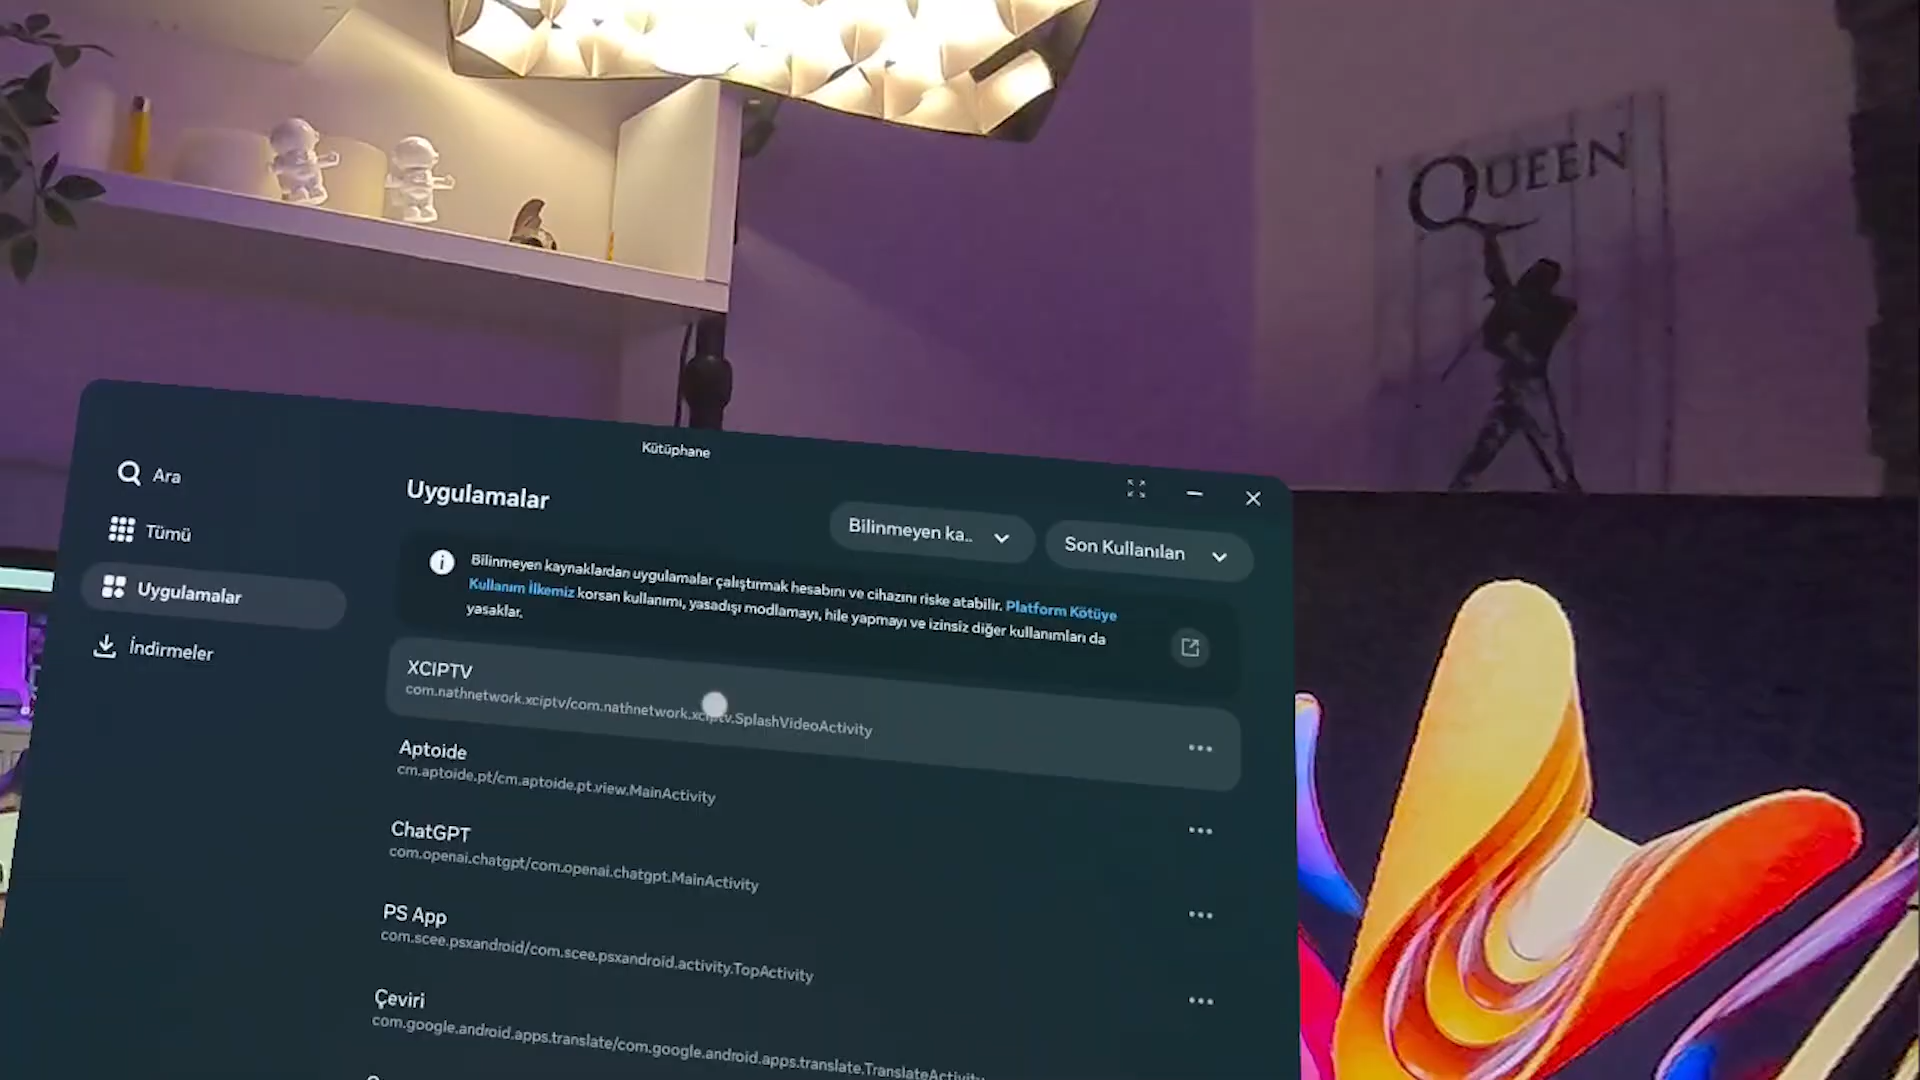 QUEEN
Kütüphane
Ara
Tümü
Uygulamalar
İndirmeler
Uygulamalar
Bilinmeyen ka..
Son Kullanılan
Bilinmeyen kaynaklardan uygulamalar çalıştırmak hesabını ve cihazını riske atabilir. Platform Kötüye
Kullanım İlkemiz korsan kullanımı, yasadışı modlamayı, hile yapmayı ve izinsiz diğer kullanımları da
yasaklar.
XCIPTV
com.nathnetwork.xciptv/com.nathnetwork.xciptv.SplashVideoActivity
Aptoide
cm.aptoide.pt/cm.aptoide.pt.view.MainActivity
ChatGPT
com.openai.chatgpt/com.openai.chatgpt.MainActivity
PS App
com.scee.psxandroid/com.scee.psxandroid.activity.TopActivity
Çeviri
com.google.android.apps.translate/com.google.android.apps.translate.TranslateActivity